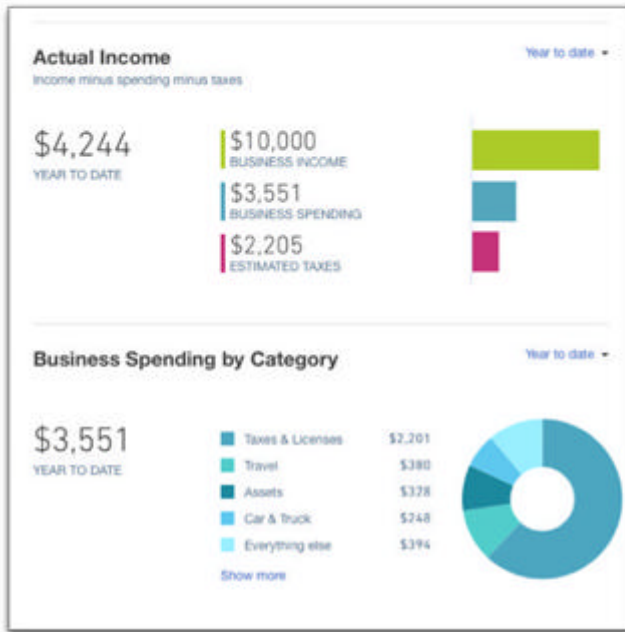 Actual Income
Year to date
Income minus spending minus taxes
$4,244
YEAR TO DATE
$10,000
BUSINESS INCOME
$3,551
BUSINESS SPENDING
$2,205
ESTIMATED TAXES
Business Spending by Category
Year to date
$3,551
YEAR TO DATE
Taxes & Licenses $2,201
Travel $380
Assets $328
Car & Truck $248
Everything else $394
Show more